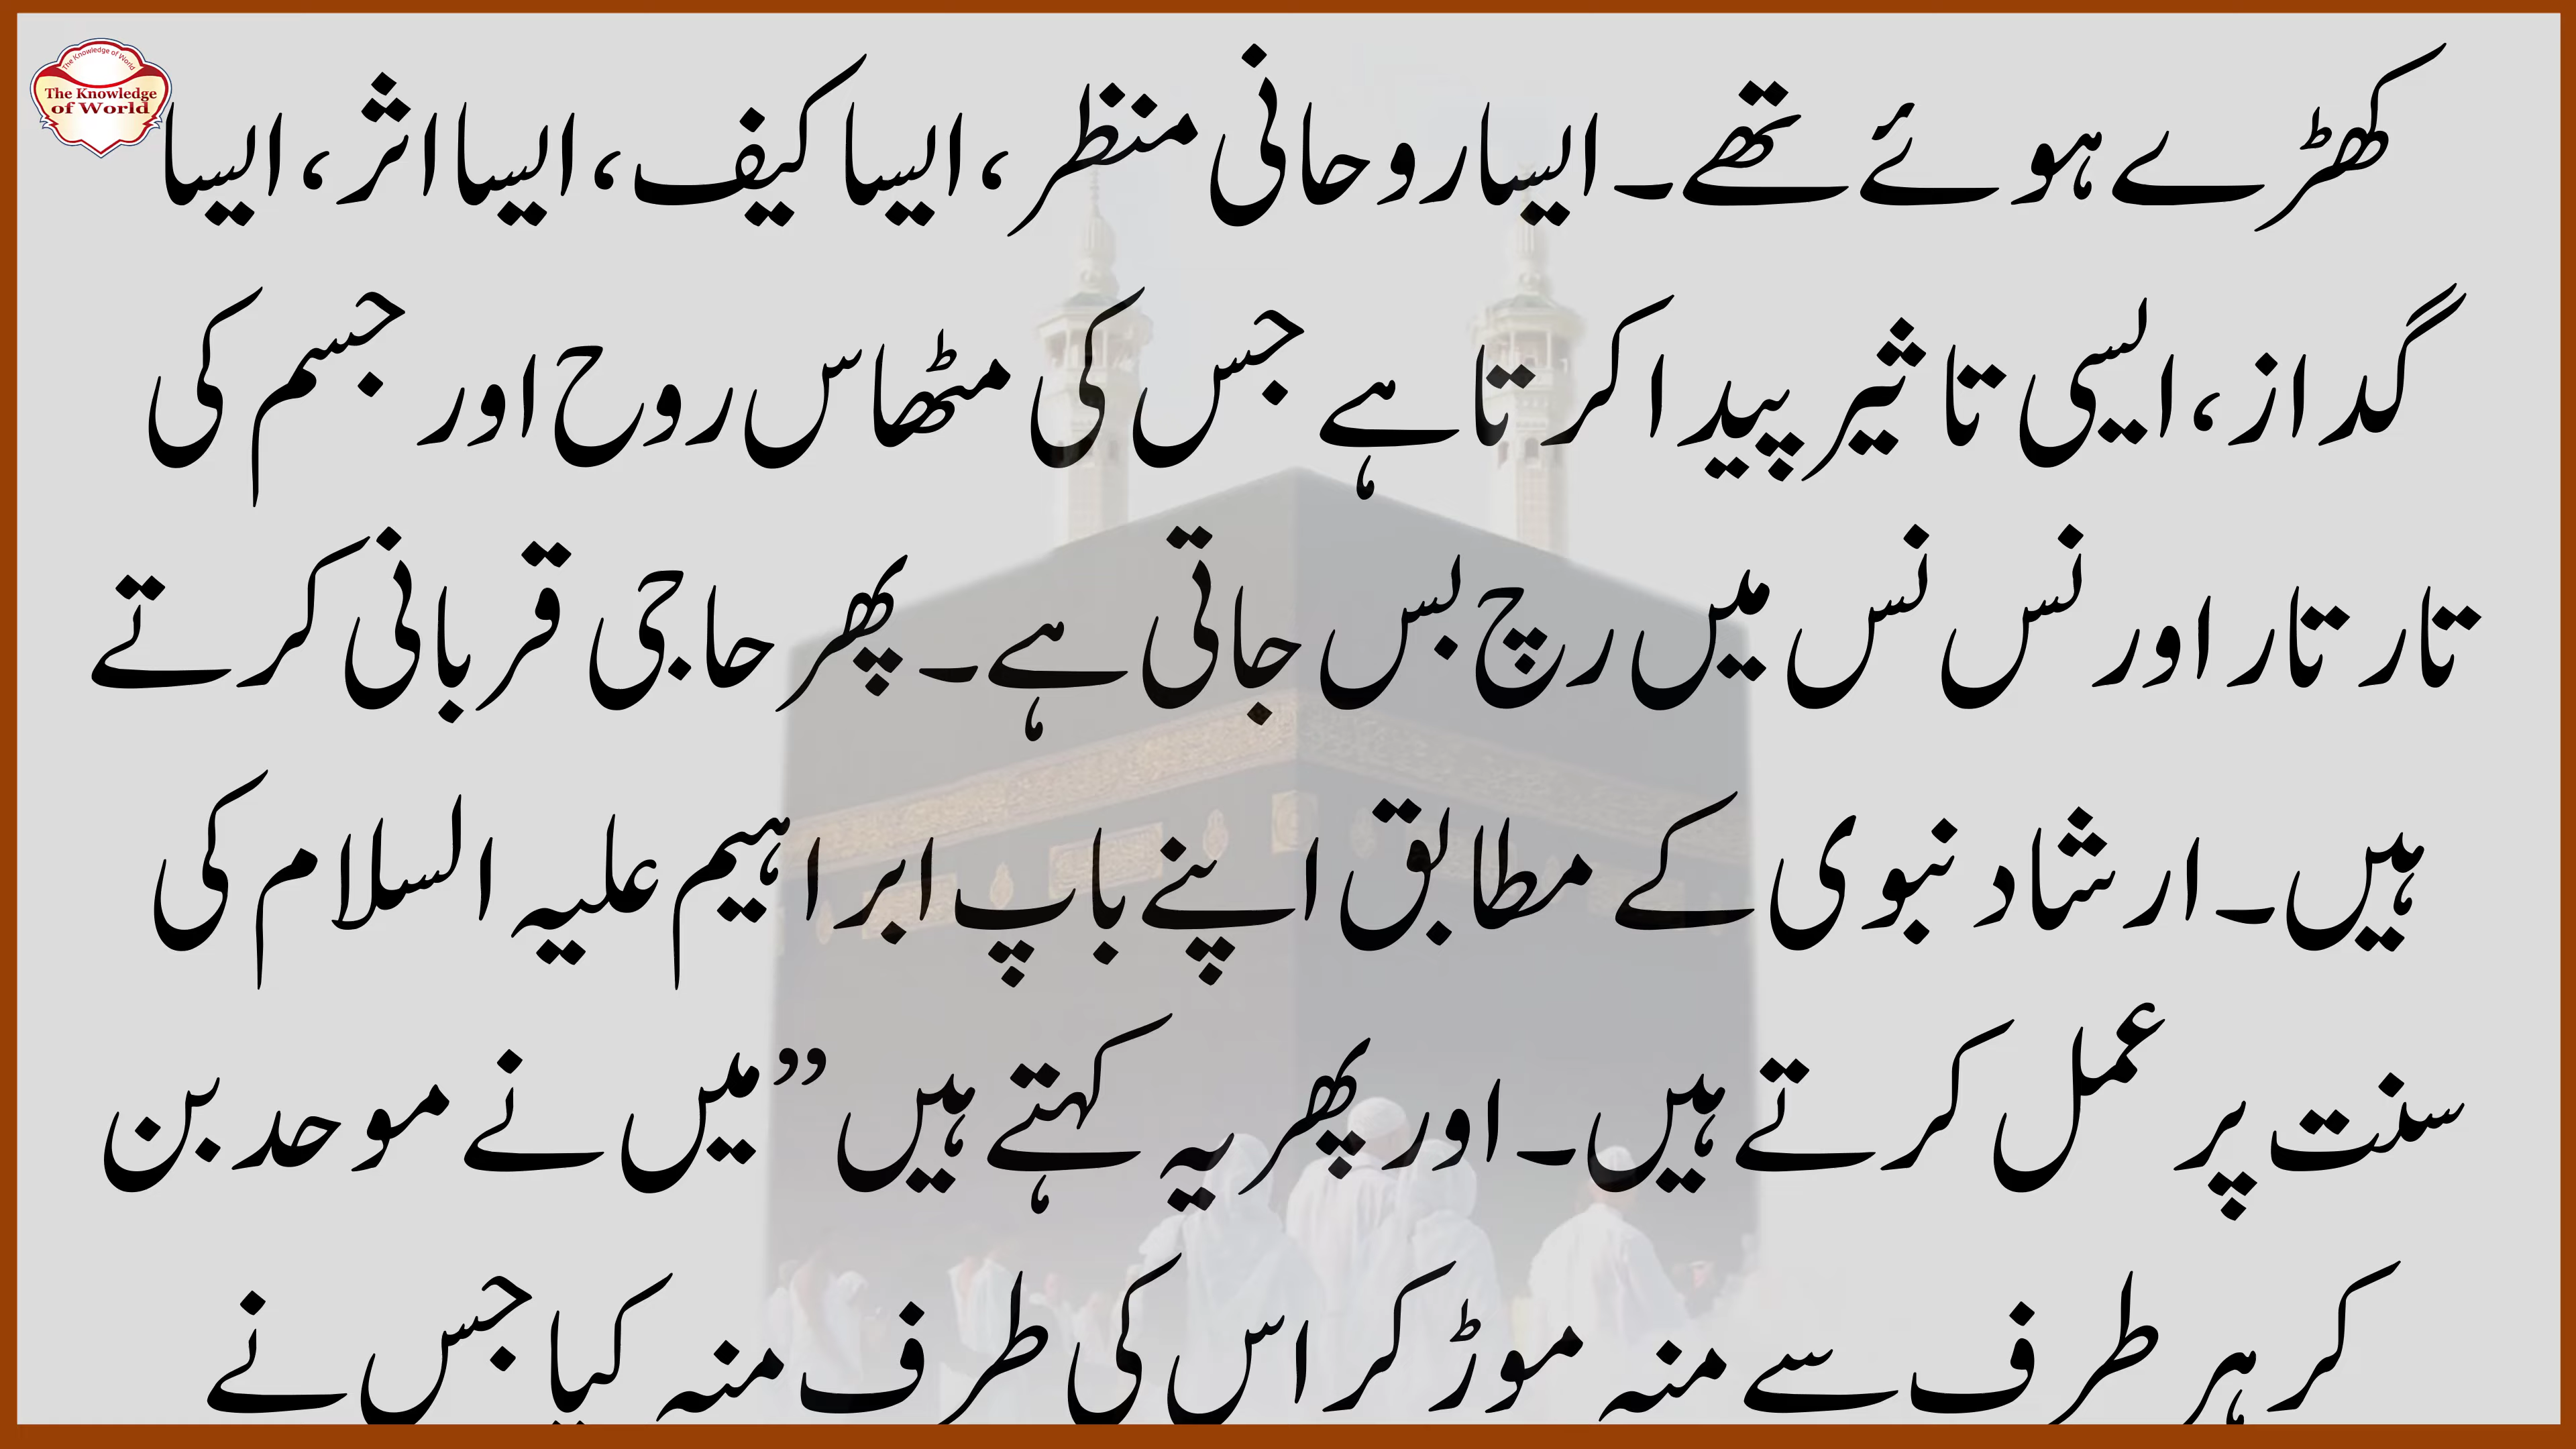 The Knowledge of World
The Knowledge
of World
کھڑے ہوئے تھے۔ ایسا روحانی منظر، ایسا کیف، ایسا اثر، ایسا
گداز، ایسی تاثیر پیدا کرتا ہے جس کی مٹھاس روح اور جسم کی
تار تار اور نس نس میں رچ بس جاتی ہے۔ پھر حاجی قربانی کرتے
ہیں۔ ارشاد نبوی کے مطابق اپنے باپ ابراہیم علیہ السلام کی
سنت پر عمل کرتے ہیں۔ اور پھر یہ کہتے ہیں ”میں نے موحد بن
کر ہر طرف سے منہ موڑ کر اس کی طرف منہ کیا جس نے